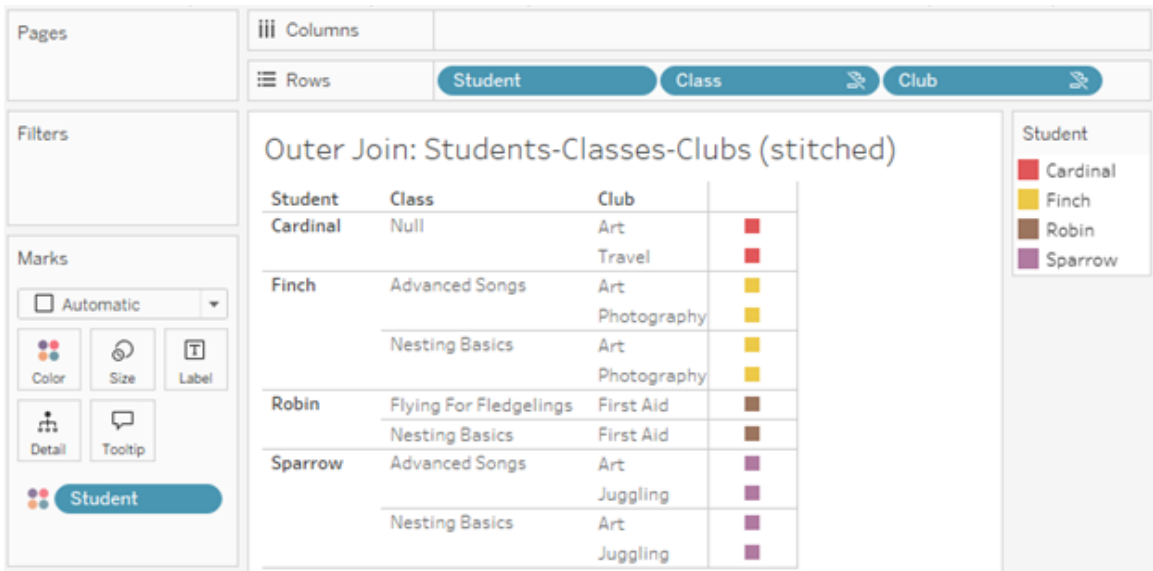 Pages
Columns
Rows Student Class Club
Filters
Marks
Automatic
Color Size Label
Detail Tooltip
Student
Outer Join: Students-Classes-Clubs (stitched)
Student Class Club
Cardinal Null Art
Travel
Finch Advanced Songs Art
Photography
Nesting Basics Art
Photography
Robin Flying For Fledgelings First Aid
Nesting Basics First Aid
Sparrow Advanced Songs Art
Juggling
Nesting Basics Art
Juggling
Student
Cardinal
Finch
Robin
Sparrow